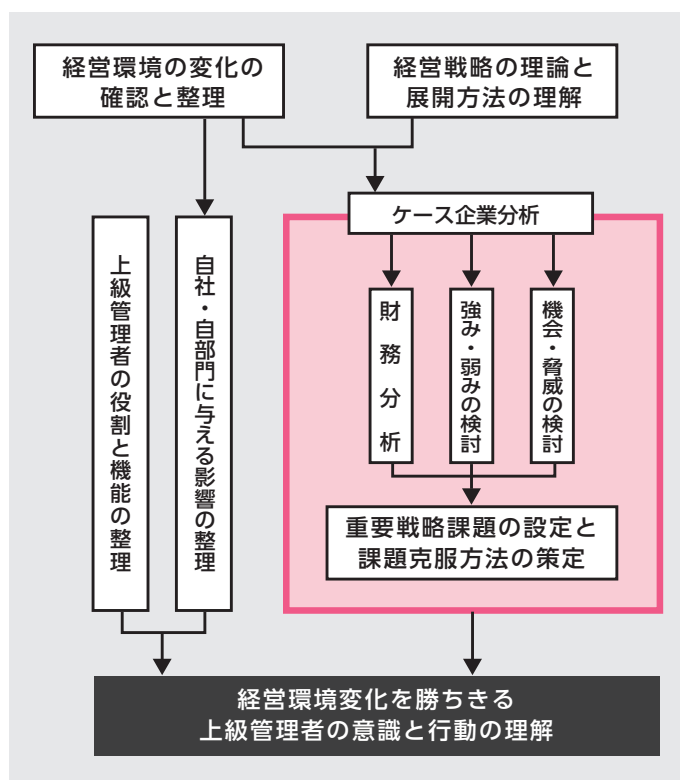 経営環境の変化の
確認と整理
経営戦略の理論と
展開方法の理解
ケース企業分析
上級管理者の役割と機能の整理
自社・自部門に与える影響の整理
財務分析
強み・弱みの検討
機会・脅威の検討
重要戦略課題の設定と
課題克服方法の策定
経営環境変化を勝ちきる
上級管理者の意識と行動の理解